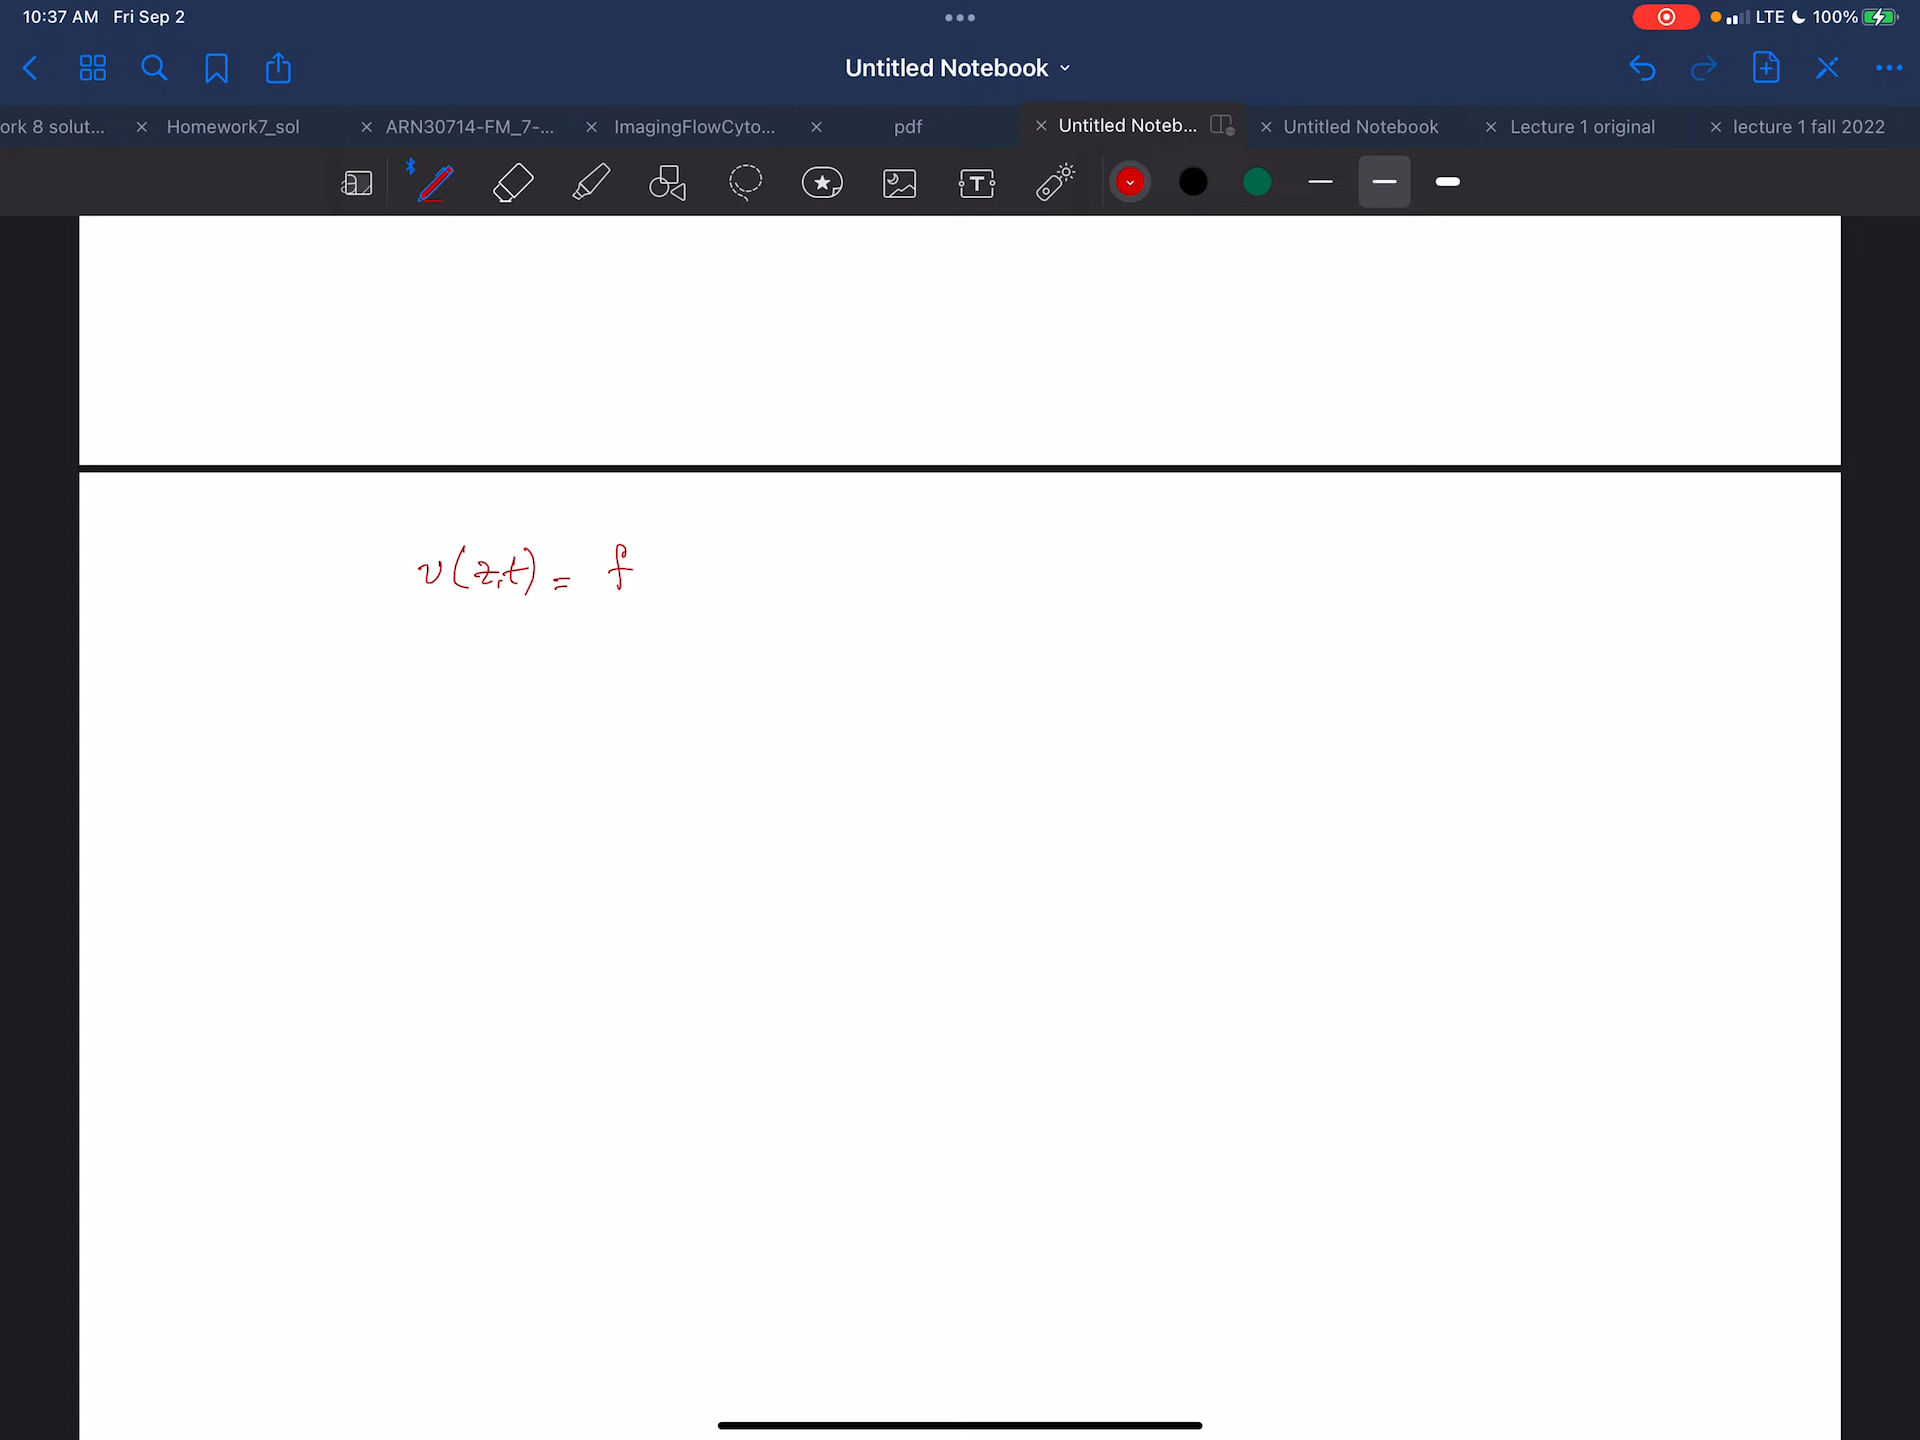 10:37 AM Fri Sep 2
LTE 100%
Untitled Notebook
ork 8 solut... Homework7_sol ARN30714-FM_7-... ImagingFlowCyto... pdf Untitled Noteb... Untitled Notebook Lecture 1 original lecture 1 fall 2022
T
v(z,t) = f